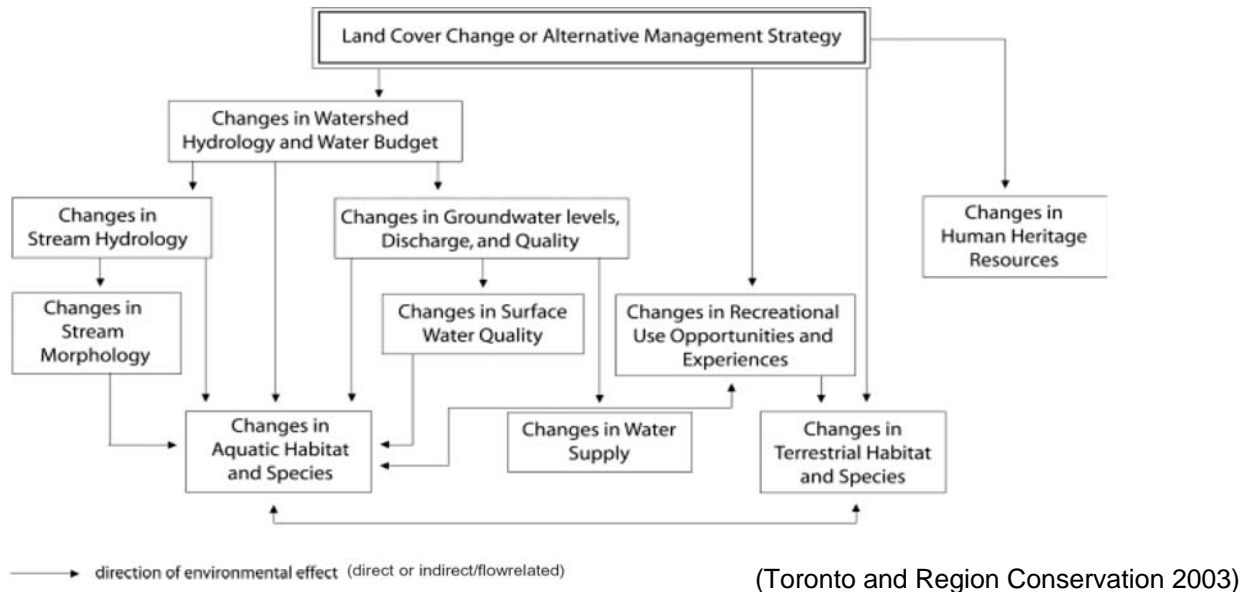 Land Cover Change or Alternative Management Strategy
Changes in Watershed
Hydrology and Water Budget
Changes in
Stream Hydrology
Changes in Groundwater levels,
Discharge, and Quality
Changes in
Human Heritage
Resources
Changes in
Stream
Morphology
Changes in Surface
Water Quality
Changes in Recreational
Use Opportunities and
Experiences
Changes in
Aquatic Habitat
and Species
Changes in Water
Supply
Changes in
Terrestrial Habitat
and Species
direction of environmental effect (direct or indirect/flowrelated)
(Toronto and Region Conservation 2003)